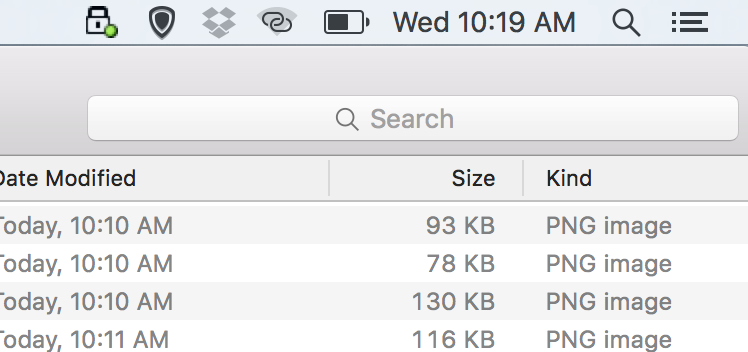 Wed 10:19 AM
Search
Date Modified Size Kind
Today, 10:10 AM 93 KB PNG image
Today, 10:10 AM 78 KB PNG image
Today, 10:10 AM 130 KB PNG image
Today, 10:11 AM 116 KB PNG image